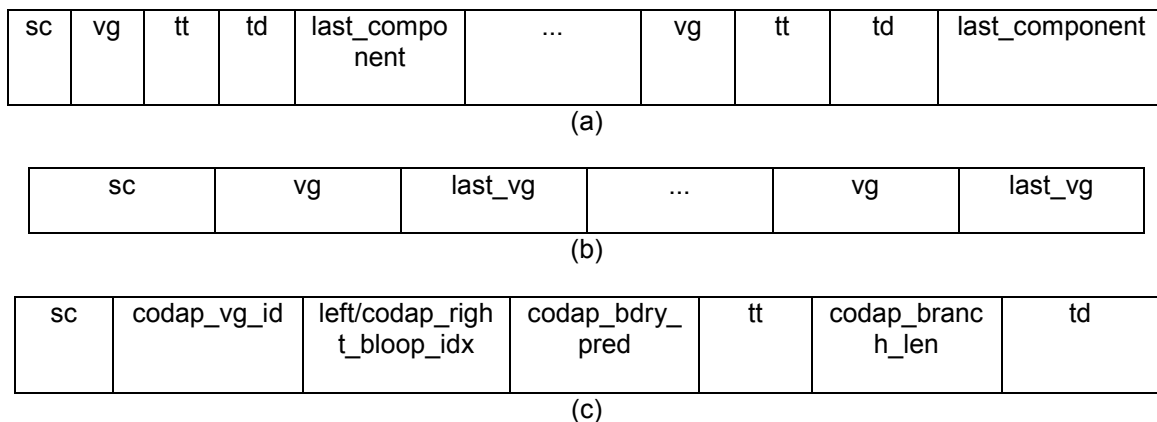 sc vg tt td last_compo ... vg tt td last_component
nent
(a)
sc vg last_vg ... vg last_vg
(b)
sc codap_vg_id left/codap_righ codap_bdry_ tt codap_branc td
t_bloop_idx pred h_len
(c)